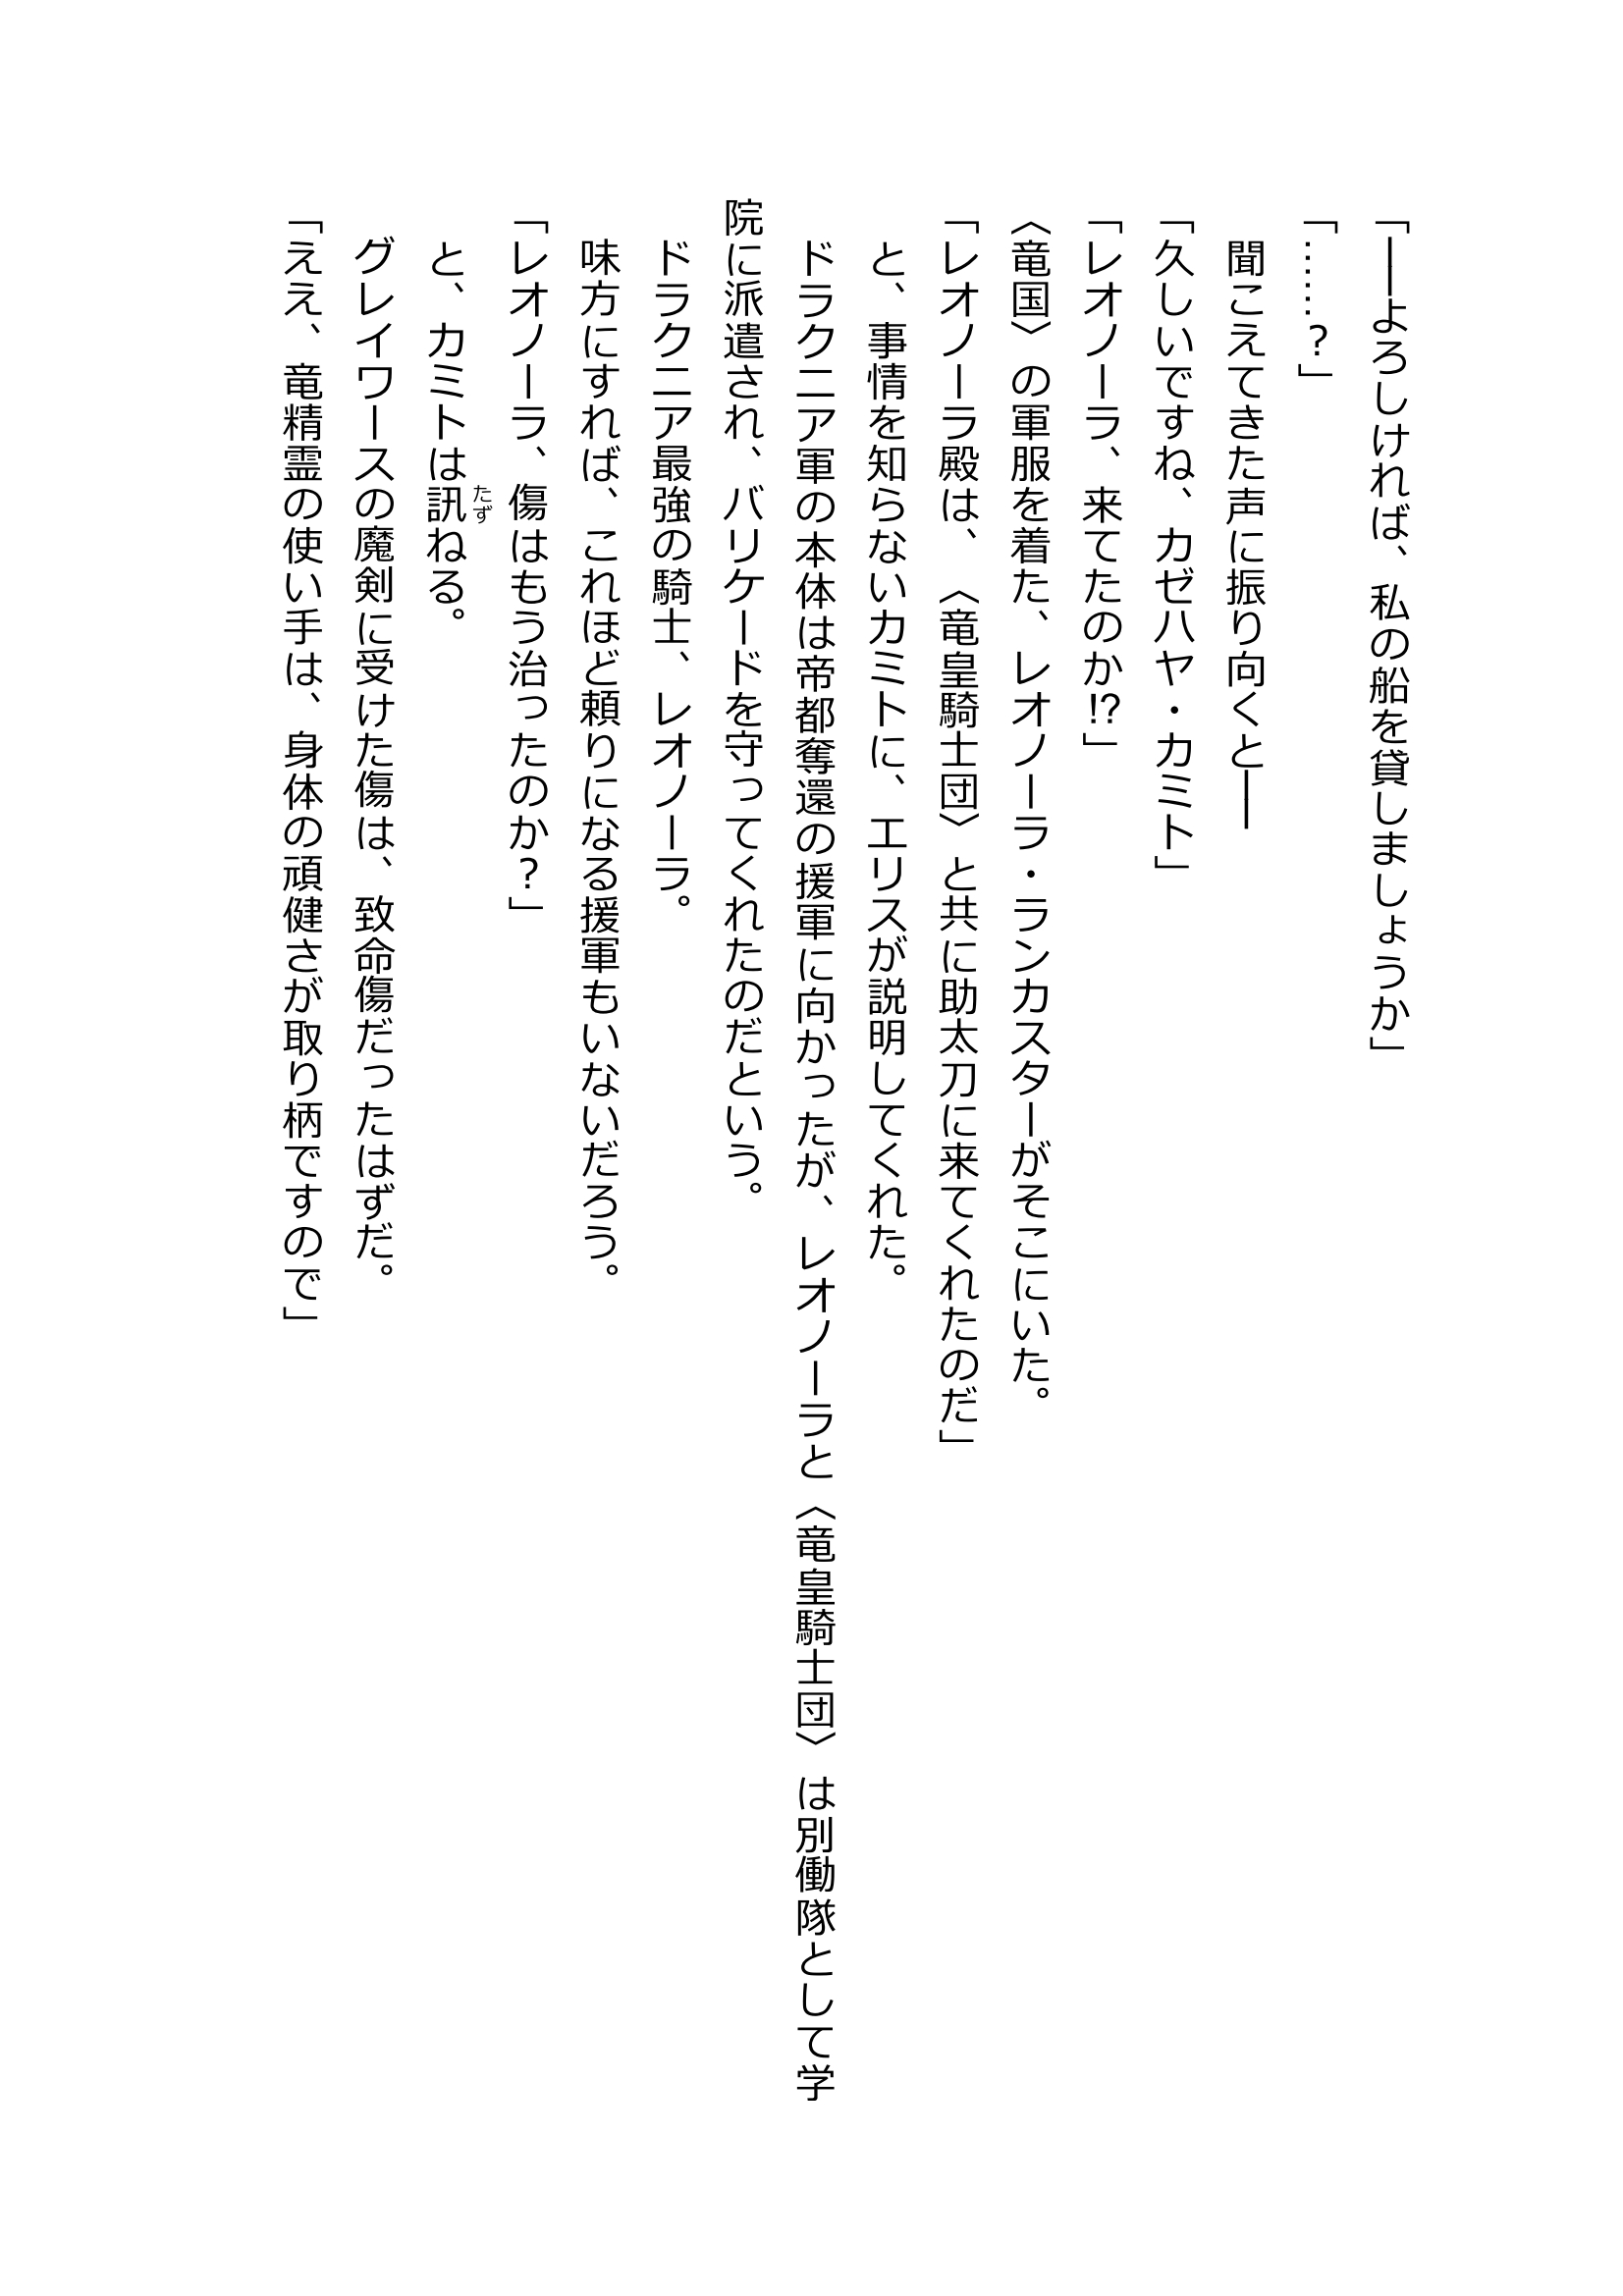 「――よろしければ、私の船を貸しましょうか」
「……？」
　聞こえてきた声に振り向くと――
「久しいですね、カゼハヤ・カミト」
「レオノーラ、来てたのか⁉」
〈竜国〉の軍服を着た、レオノーラ・ランカスターがそこにいた。
「レオノーラ殿は、〈竜皇騎士団〉と共に助太刀に来てくれたのだ」
　と、事情を知らないカミトに、エリスが説明してくれた。
　ドラクニア軍の本体は帝都奪還の援軍に向かったが、レオノーラと〈竜皇騎士団〉は別働隊として学
院に派遣され、バリケードを守ってくれたのだという。
　ドラクニア最強の騎士、レオノーラ。
　味方にすれば、これほど頼りになる援軍もいないだろう。
「レオノーラ、傷はもう治ったのか？」
　と、カミトは訊たずねる。
　グレイワースの魔剣に受けた傷は、致命傷だったはずだ。
「ええ、竜精霊の使い手は、身体の頑健さが取り柄ですので」